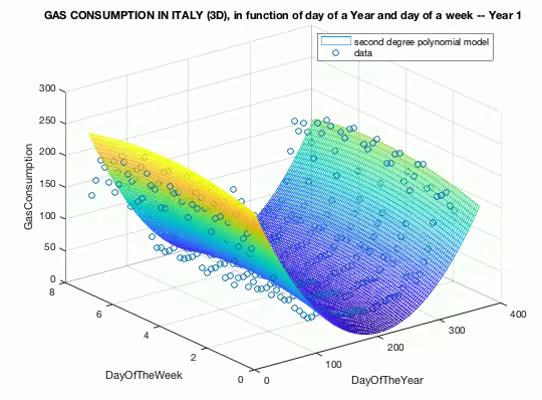 GAS CONSUMPTION IN ITALY (3D), in function of day of a Year and day of a week -- Year 1
second degree polynomial model
data
300
250
200
150
100
50
0
GasConsumption
8
6
4
2
0
DayOfTheWeek
0
100
200
300
400
DayOfTheYear